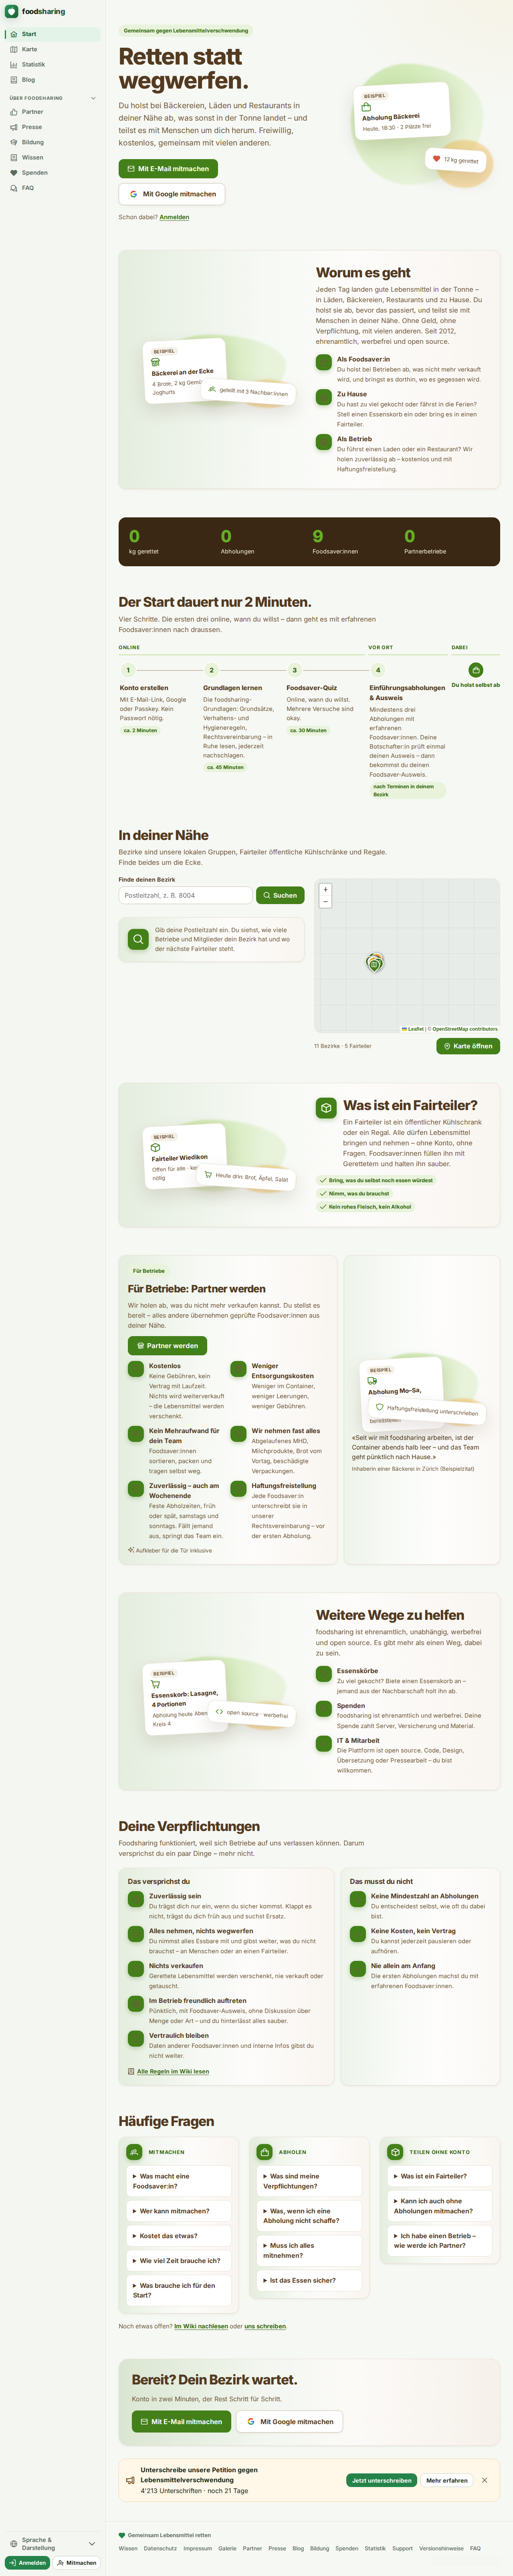 foodsharing
Start
Karte
Statistik
Blog
ÜBER FOODSHARING
Partner
Presse
Bildung
Wissen
Spenden
FAQ
Gemeinsam gegen Lebensmittelverschwendung
Retten statt
wegwerfen.
Du holst bei Bäckereien, Läden und Restaurants in
deiner Nähe ab, was sonst in der Tonne landet – und
teilst es mit Menschen um dich herum. Freiwillig,
kostenlos, gemeinsam mit vielen anderen.
Mit E-Mail mitmachen
Mit Google mitmachen
Schon dabei? Anmelden
BEISPIEL
Abholung Bäckerei
Heute, 18:30 · 2 Plätze frei
12 kg gerettet
BEISPIEL
Bäckerei an der Ecke
4 Brote, 2 kg Gemü
Joghurts
geteilt mit 3 Nachbar:innen
Worum es geht
Jeden Tag landen gute Lebensmittel in der Tonne –
in Läden, Bäckereien, Restaurants und zu Hause. Du
holst sie ab, bevor das passiert, und teilst sie mit
Menschen in deiner Nähe. Ohne Geld, ohne
Verpflichtung, mit vielen anderen. Seit 2012,
ehrenamtlich, werbefrei und open source.
Als Foodsaver:in
Du holst bei Betrieben ab, was nicht mehr verkauft
wird, und bringst es dorthin, wo es gegessen wird.
Zu Hause
Du hast zu viel gekocht oder fährst in die Ferien?
Stell einen Essenskorb ein oder bring es in einen
Fairteiler.
Als Betrieb
Du führst einen Laden oder ein Restaurant? Wir
holen zuverlässig ab – kostenlos und mit
Haftungsfreistellung.
0
kg gerettet
0
Abholungen
9
Foodsaver:innen
0
Partnerbetriebe
Der Start dauert nur 2 Minuten.
Vier Schritte. Die ersten drei online, wann du willst – dann geht es mit erfahrenen
Foodsaver:innen nach draussen.
ONLINE
VOR ORT
DABEI
1
2
3
4
Konto erstellen
Mit E-Mail-Link, Google
oder Passkey. Kein
Passwort nötig.
ca. 2 Minuten
Grundlagen lernen
Die foodsharing-
Grundlagen: Grundsätze,
Verhaltens- und
Hygieneregeln,
Rechtsvereinbarung – in
Ruhe lesen, jederzeit
nachschlagen.
ca. 45 Minuten
Foodsaver-Quiz
Online, wann du willst.
Mehrere Versuche sind
okay.
ca. 30 Minuten
Einführungsabholungen
& Ausweis
Mindestens drei
Abholungen mit
erfahrenen
Foodsaver:innen. Deine
Botschafter:in prüft einmal
deinen Ausweis – dann
bekommst du deinen
Foodsaver-Ausweis.
nach Terminen in deinem
Bezirk
Du holst selbst ab
In deiner Nähe
Bezirke sind unsere lokalen Gruppen, Fairteiler öffentliche Kühlschränke und Regale.
Finde beides um die Ecke.
Finde deinen Bezirk
Postleitzahl, z. B. 8004
Suchen
Gib deine Postleitzahl ein. Du siehst, wie viele
Betriebe und Mitglieder dein Bezirk hat und wo
der nächste Fairteiler steht.
+
−
Leaflet | © OpenStreetMap contributors
11 Bezirke · 5 Fairteiler
Karte öffnen
BEISPIEL
Fairteiler Wiedikon
Offen für alle · kei
nötig
Heute drin: Brot, Äpfel, Salat
Was ist ein Fairteiler?
Ein Fairteiler ist ein öffentlicher Kühlschrank
oder ein Regal. Alle dürfen Lebensmittel
bringen und nehmen – ohne Konto, ohne
Fragen. Foodsaver:innen füllen ihn mit
Gerettetem und halten ihn sauber.
Bring, was du selbst noch essen würdest
Nimm, was du brauchst
Kein rohes Fleisch, kein Alkohol
Für Betriebe
Für Betriebe: Partner werden
Wir holen ab, was du nicht mehr verkaufen kannst. Du stellst es
bereit – alles andere übernehmen geprüfte Foodsaver:innen aus
deiner Nähe.
Partner werden
Kostenlos
Keine Gebühren, kein
Vertrag mit Laufzeit.
Nichts wird weiterverkauft
– die Lebensmittel werden
verschenkt.
Weniger
Entsorgungskosten
Weniger im Container,
weniger Leerungen,
weniger Gebühren.
Kein Mehraufwand für
dein Team
Foodsaver:innen
sortieren, packen und
tragen selbst weg.
Wir nehmen fast alles
Abgelaufenes MHD,
Milchprodukte, Brot vom
Vortag, beschädigte
Verpackungen.
Zuverlässig – auch am
Wochenende
Feste Abholzeiten, früh
oder spät, samstags und
sonntags. Fällt jemand
aus, springt das Team ein.
Haftungsfreistellung
Jede Foodsaver:in
unterschreibt sie in
unserer
Rechtsvereinbarung – vor
der ersten Abholung.
Aufkleber für die Tür inklusive
BEISPIEL
Abholung Mo–Sa,
Haftungsfreistellung unterschrieben
bereitstellen
«Seit wir mit foodsharing arbeiten, ist der
Container abends halb leer – und das Team
geht pünktlich nach Hause.»
Inhaberin einer Bäckerei in Zürich (Beispielzitat)
BEISPIEL
Essenskorb: Lasagne,
4 Portionen
Abholung heute Aben
Kreis 4
open source · werbefrei
Weitere Wege zu helfen
foodsharing ist ehrenamtlich, unabhängig, werbefrei
und open source. Es gibt mehr als einen Weg, dabei
zu sein.
Essenskörbe
Zu viel gekocht? Biete einen Essenskorb an –
jemand aus der Nachbarschaft holt ihn ab.
Spenden
foodsharing ist ehrenamtlich und werbefrei. Deine
Spende zahlt Server, Versicherung und Material.
IT & Mitarbeit
Die Plattform ist open source. Code, Design,
Übersetzung oder Pressearbeit – du bist
willkommen.
Deine Verpflichtungen
Foodsharing funktioniert, weil sich Betriebe auf uns verlassen können. Darum
versprichst du ein paar Dinge – mehr nicht.
Das versprichst du
Zuverlässig sein
Du trägst dich nur ein, wenn du sicher kommst. Klappt es
nicht, trägst du dich früh aus und suchst Ersatz.
Alles nehmen, nichts wegwerfen
Du nimmst alles Essbare mit und gibst weiter, was du nicht
brauchst – an Menschen oder an einen Fairteiler.
Nichts verkaufen
Gerettete Lebensmittel werden verschenkt, nie verkauft oder
getauscht.
Im Betrieb freundlich auftreten
Pünktlich, mit Foodsaver-Ausweis, ohne Diskussion über
Menge oder Art – und du hinterlässt alles sauber.
Vertraulich bleiben
Daten anderer Foodsaver:innen und interne Infos gibst du
nicht weiter.
Alle Regeln im Wiki lesen
Das musst du nicht
Keine Mindestzahl an Abholungen
Du entscheidest selbst, wie oft du dabei
bist.
Keine Kosten, kein Vertrag
Du kannst jederzeit pausieren oder
aufhören.
Nie allein am Anfang
Die ersten Abholungen machst du mit
erfahrenen Foodsaver:innen.
Häufige Fragen
MITMACHEN
Was macht eine
Foodsaver:in?
Wer kann mitmachen?
Kostet das etwas?
Wie viel Zeit brauche ich?
Was brauche ich für den
Start?
ABHOLEN
Was sind meine
Verpflichtungen?
Was, wenn ich eine
Abholung nicht schaffe?
Muss ich alles
mitnehmen?
Ist das Essen sicher?
TEILEN OHNE KONTO
Was ist ein Fairteiler?
Kann ich auch ohne
Abholungen mitmachen?
Ich habe einen Betrieb –
wie werde ich Partner?
Noch etwas offen? Im Wiki nachlesen oder uns schreiben.
Bereit? Dein Bezirk wartet.
Konto in zwei Minuten, der Rest Schritt für Schritt.
Mit E-Mail mitmachen
Mit Google mitmachen
Unterschreibe unsere Petition gegen
Lebensmittelverschwendung
4'213 Unterschriften · noch 21 Tage
Jetzt unterschreiben
Mehr erfahren
Sprache &
Darstellung
Anmelden
Mitmachen
Gemeinsam Lebensmittel retten
Wissen
Datenschutz
Impressum
Galerie
Partner
Presse
Blog
Bildung
Spenden
Statistik
Support
Versionshinweise
FAQ